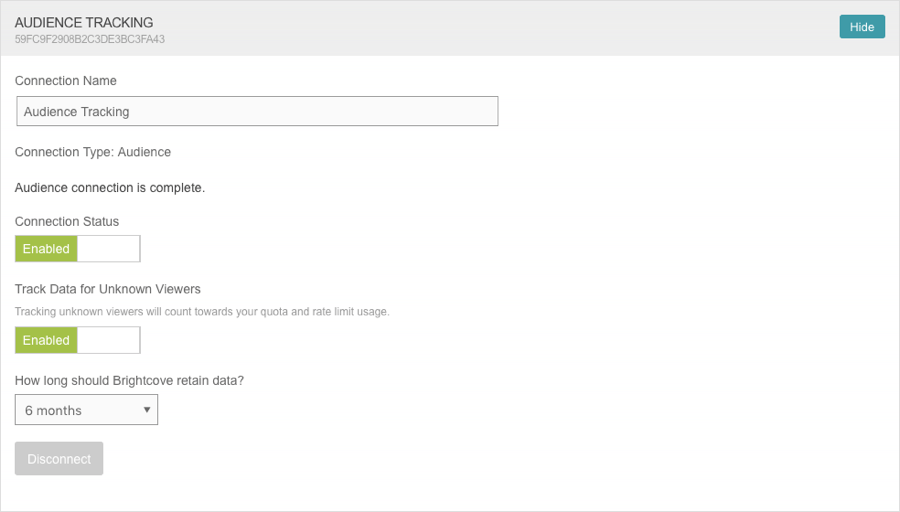 AUDIENCE TRACKING
59FC9F2908B2C3DE3BC3FA43
Hide
Connection Name
Audience Tracking
Connection Type: Audience
Audience connection is complete.
Connection Status
Enabled
Track Data for Unknown Viewers
Tracking unknown viewers will count towards your quota and rate limit usage.
Enabled
How long should Brightcove retain data?
6 months
Disconnect